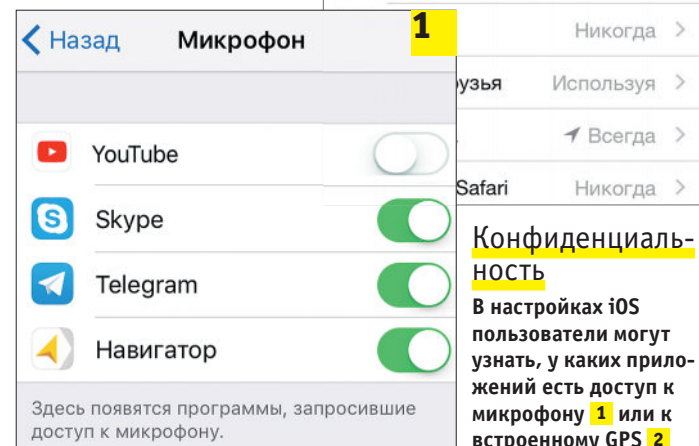 Назад Микрофон 1
YouTube
Skype
Telegram
Навигатор
Здесь появятся программы, запросившие
доступ к микрофону.
Никогда
Используя
Всегда
Safari Никогда
Конфиденциаль-
ность
В настройках iOS
пользователи могут
узнать, у каких прило-
жений есть доступ к
микрофону 1 или к
встроенному GPS 2